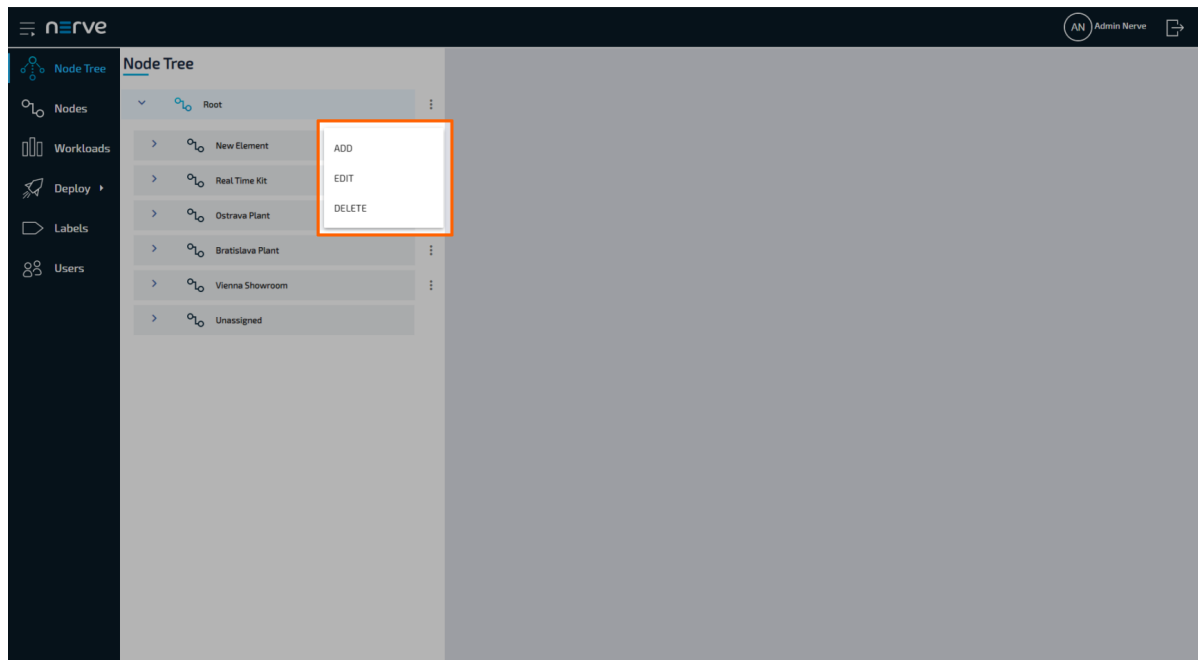 nerve
AN Admin Nerve
Node Tree
Nodes
Workloads
Deploy
Labels
Users
Node Tree
Root
New Element
Real Time Kit
Ostrava Plant
Bratislava Plant
Vienna Showroom
Unassigned
ADD
EDIT
DELETE